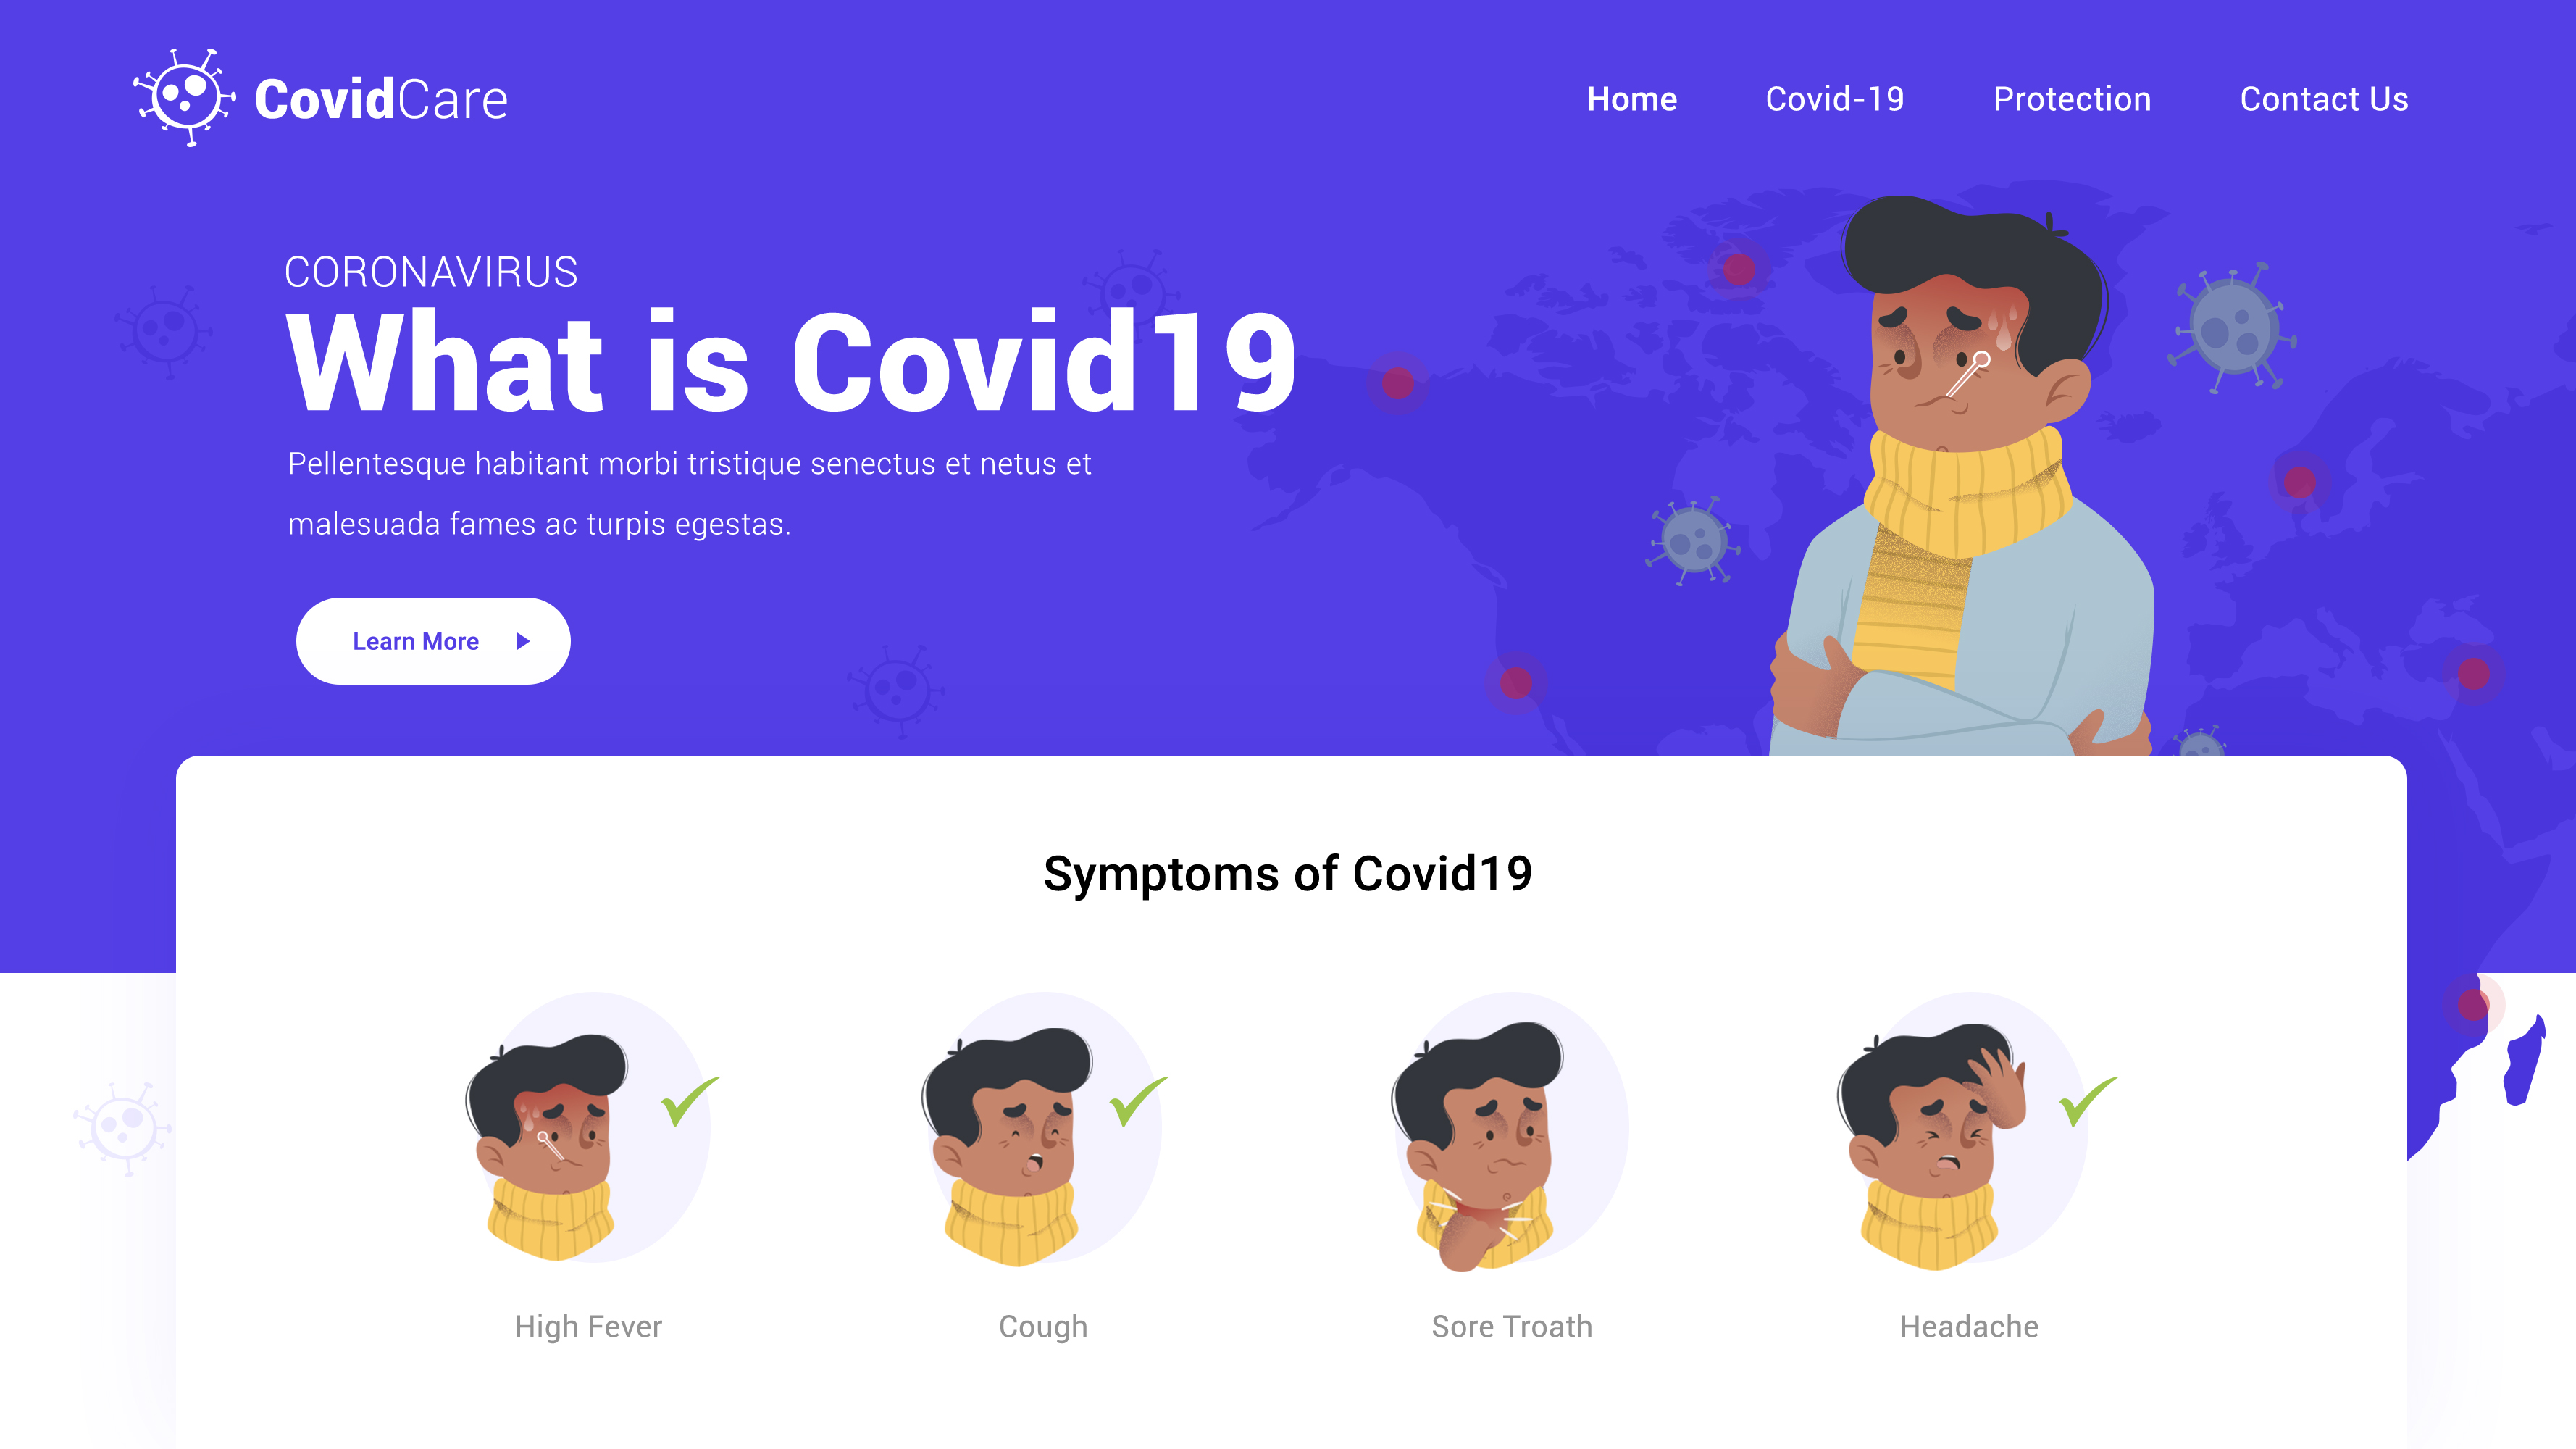 CovidCare
Home Covid-19 Protection Contact Us
CORONAVIRUS
What is Covid19
Pellentesque habitant morbi tristique senectus et netus et
malesuada fames ac turpis egestas.
Learn More
Symptoms of Covid19
High Fever Cough Sore Troath Headache